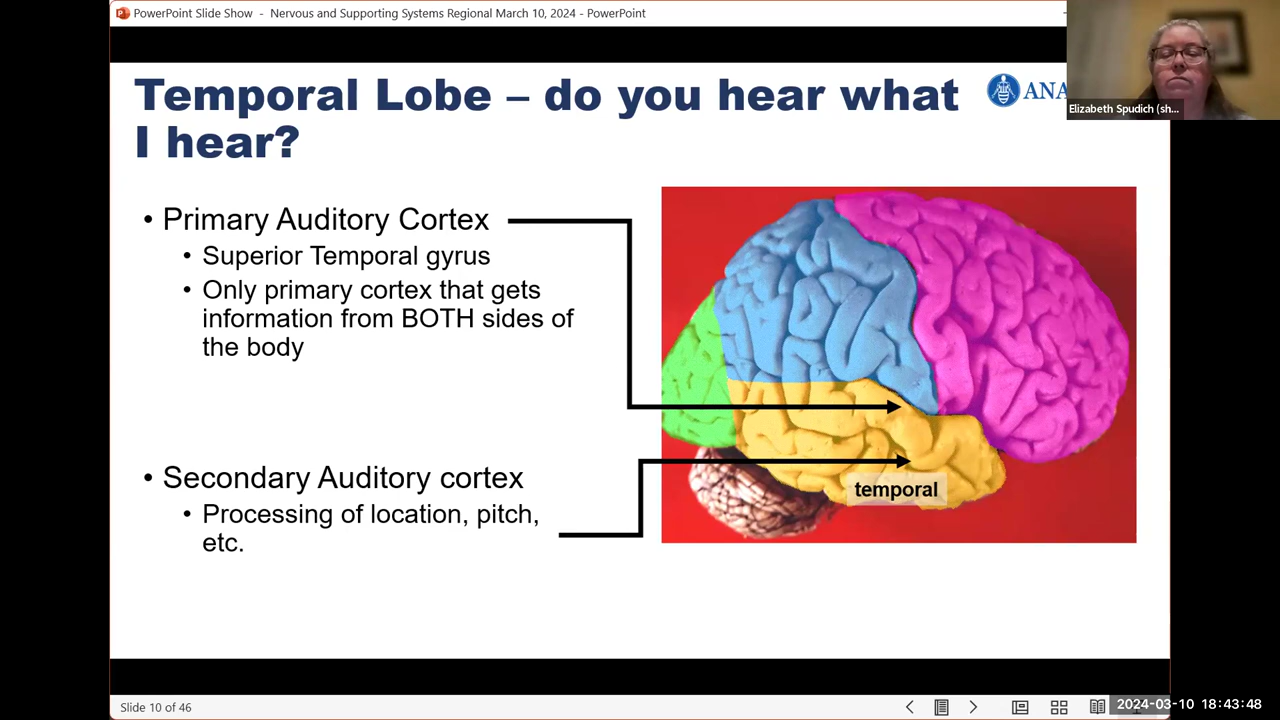 PowerPoint Slide Show - Nervous and Supporting Systems Regional March 10, 2024 - PowerPoint
Elizabeth Spudich (sh...
Temporal Lobe – do you hear what
I hear?
ANA
• Primary Auditory Cortex
• Superior Temporal gyrus
• Only primary cortex that gets
information from BOTH sides of
the body
• Secondary Auditory cortex
• Processing of location, pitch,
etc.
temporal
Slide 10 of 46
2024-03-10 18:43:48